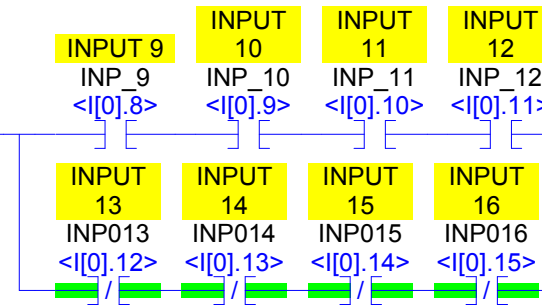 INPUT 9
INPUT 10
INPUT 11
INPUT 12
INP_9
INP_10
INP_11
INP_12
<I[0].8>
<I[0].9>
<I[0].10>
<I[0].11>
INPUT 13
INPUT 14
INPUT 15
INPUT 16
INP013
INP014
INP015
INP016
<I[0].12>
<I[0].13>
<I[0].14>
<I[0].15>